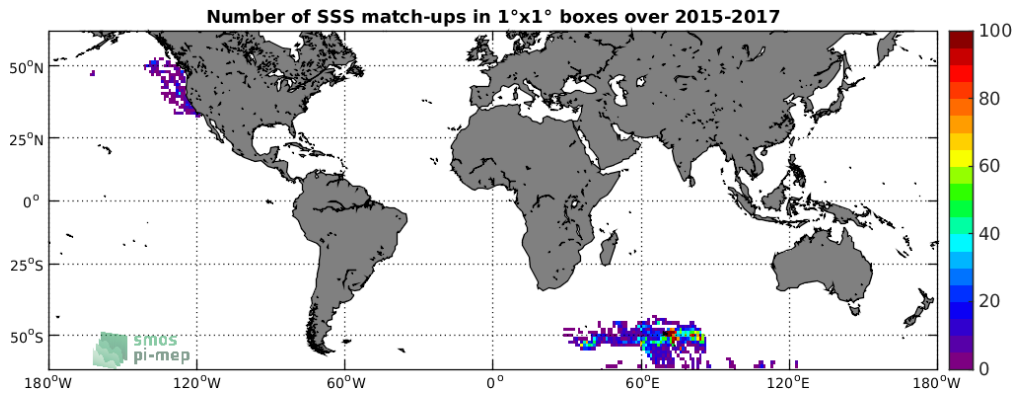 Number of SSS match-ups in 1°x1° boxes over 2015-2017
50°N
25°N
0°
25°S
50°S
180°W
120°W
60°W
0°
60°E
120°E
180°W
100
80
60
40
20
0
smos
pi-mep